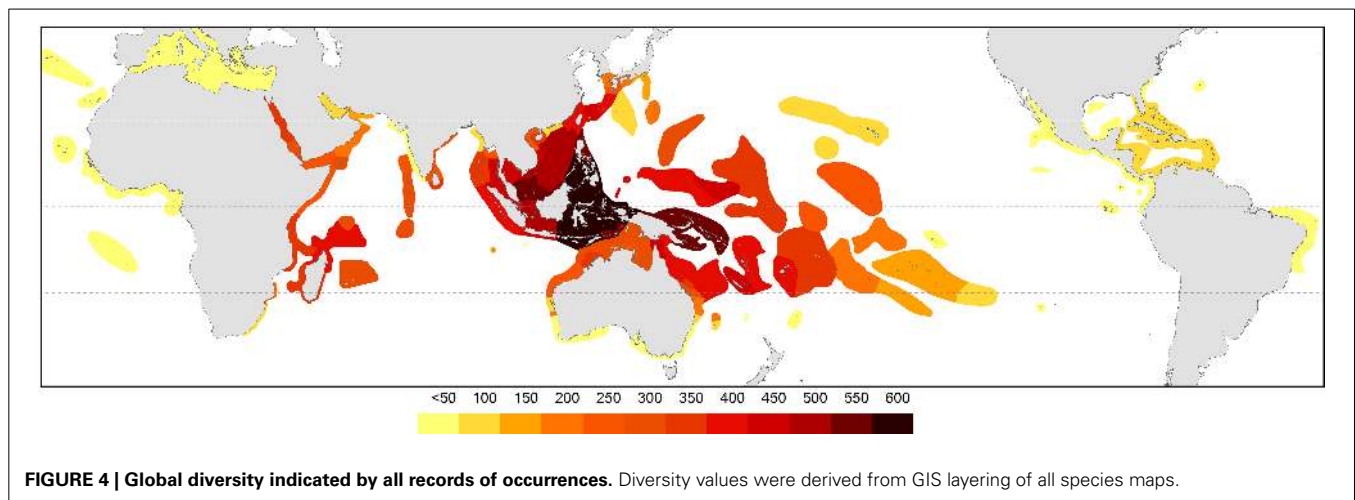 <50 100 150 200 250 300 350 400 450 500 550 600
FIGURE 4 | Global diversity indicated by all records of occurrences. Diversity values were derived from GIS layering of all species maps.